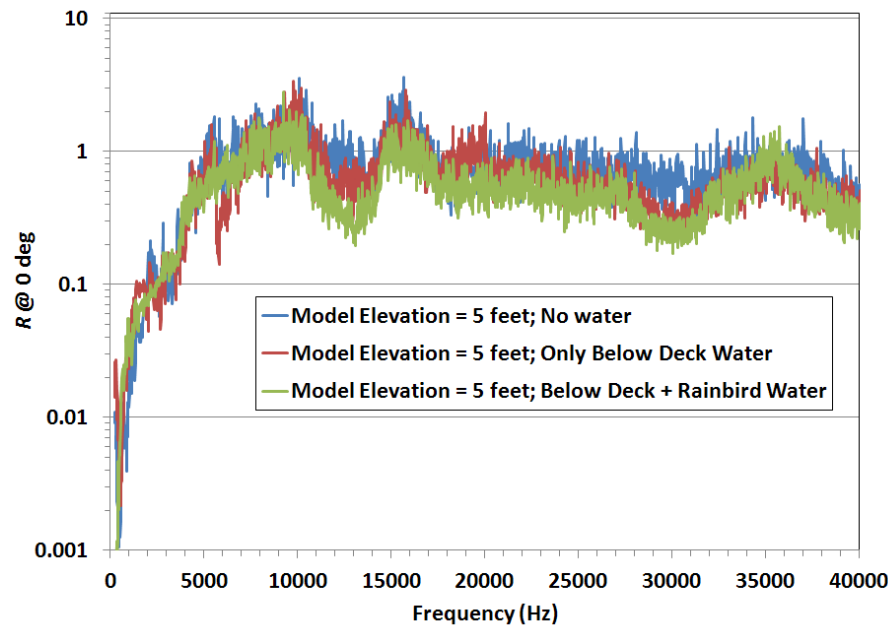 10
1
0.1
0.01
0.001
R @ 0 deg
Model Elevation = 5 feet; No water
Model Elevation = 5 feet; Only Below Deck Water
Model Elevation = 5 feet; Below Deck + Rainbird Water
0 5000 10000 15000 20000 25000 30000 35000 40000
Frequency (Hz)